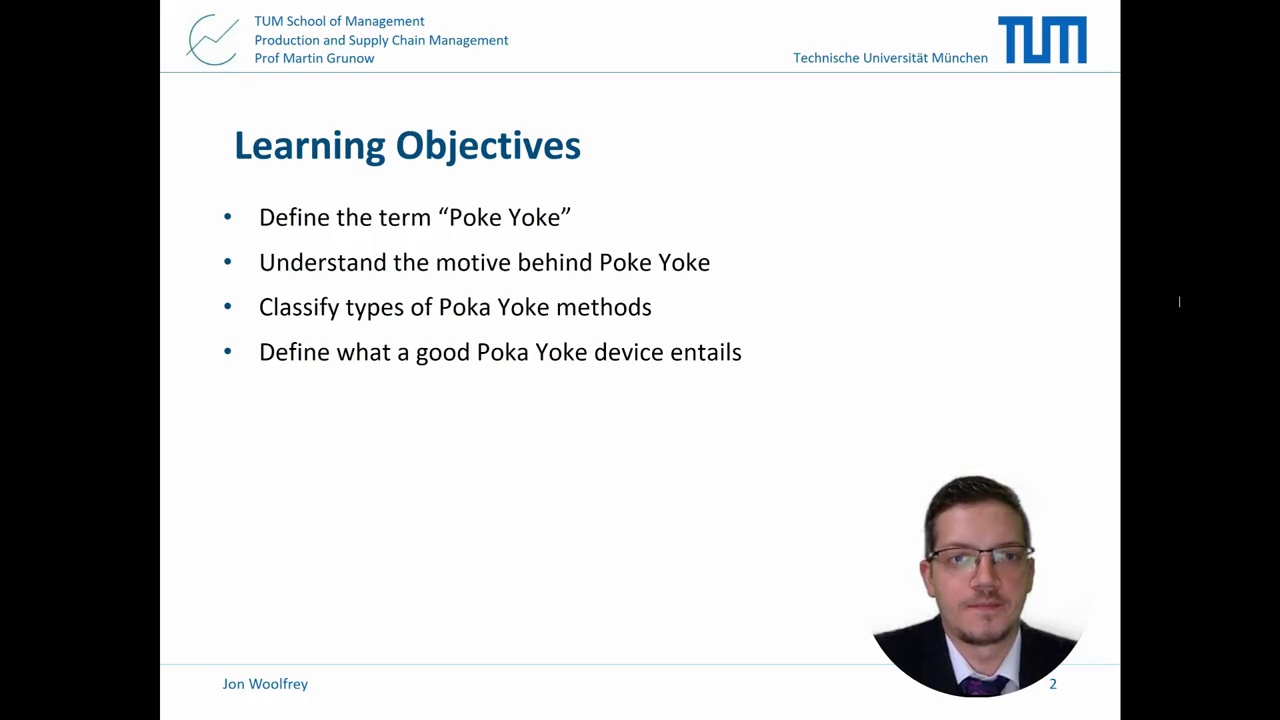 TUM School of Management
Production and Supply Chain Management
Prof Martin Grunow
Technische Universität München
TUM
Learning Objectives
• Define the term “Poke Yoke”
• Understand the motive behind Poke Yoke
• Classify types of Poka Yoke methods
• Define what a good Poka Yoke device entails
Jon Woolfrey
2